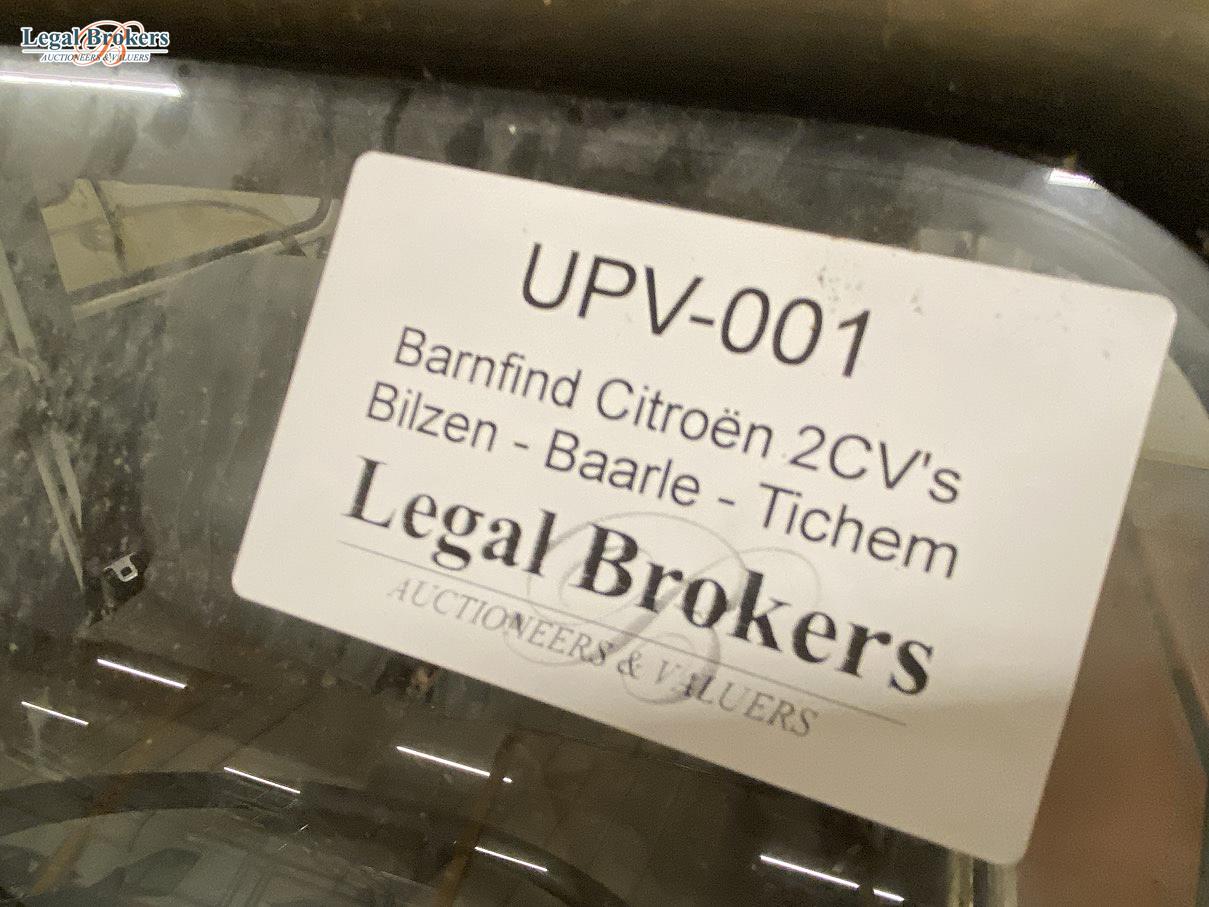 Legal Brokers
AUCTIONEERS & VALUERS
UPV-001
Barnfind Citroën 2CV's
Bilzen - Baarle - Tichem
Legal Brokers
AUCTIONEERS & VALUERS